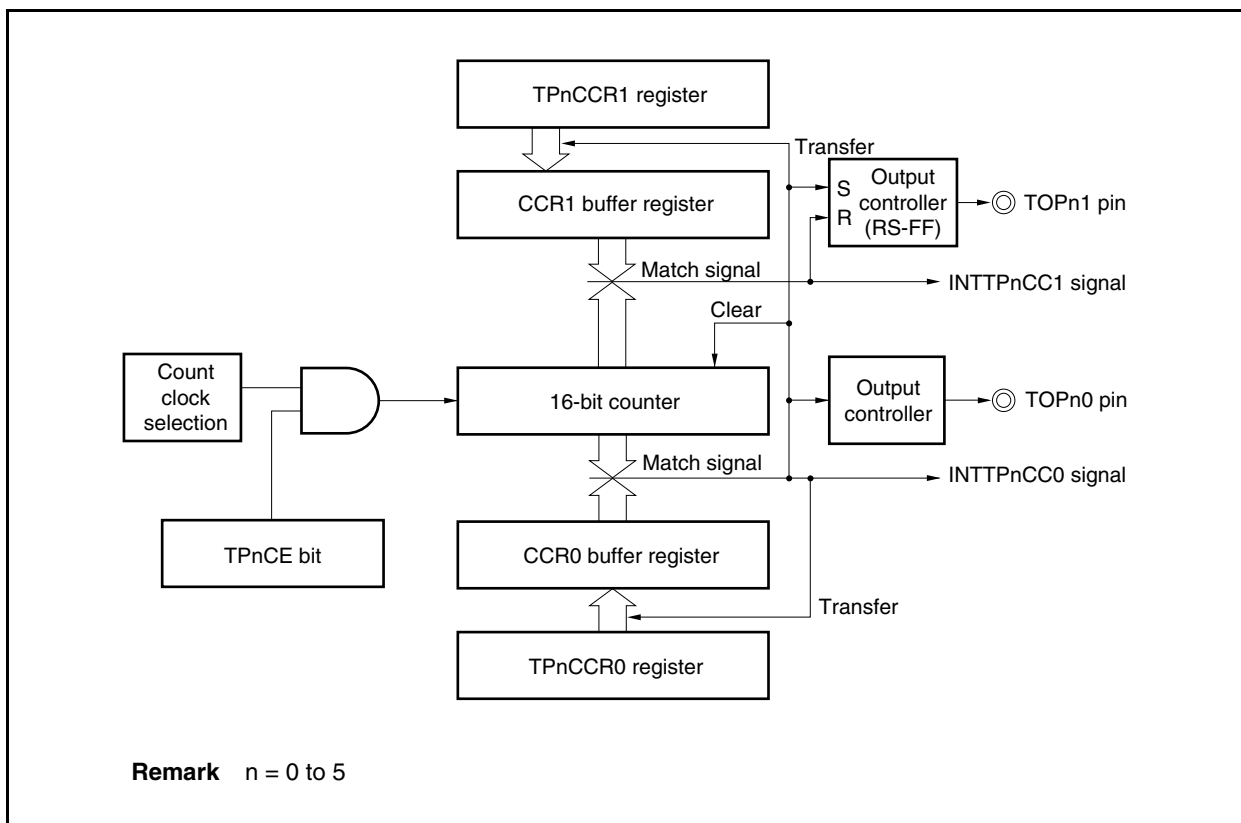 TPnCCR1 register
Transfer
CCR1 buffer register
S
R
Output
controller
(RS-FF)
TOPn1 pin
Match signal
INTTPnCC1 signal
Clear
Count
clock
selection
16-bit counter
Output
controller
TOPn0 pin
Match signal
INTTPnCC0 signal
TPnCE bit
CCR0 buffer register
Transfer
TPnCCR0 register
Remark n = 0 to 5